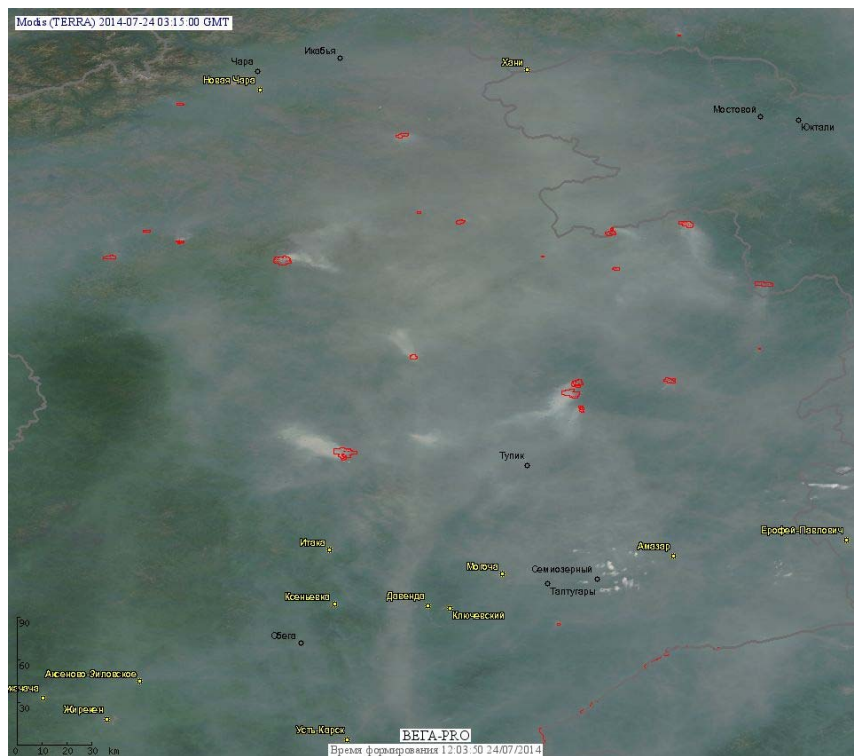 Modis (TERRA) 2014-07-24 03:15:00 GMT
Икабья
Чара
Хани
Новая Чара
Мостовой
Юктали
Тупик
Ерофей-Павлович
Итака
Амазар
Могоча
Семиозерный
Таптугары
Ксеньевка
Давенда
Ключевский
90
Сбега
60
Аксеново-Зиловское
30
Жирекен
Усть Карск
ВЕГА-PRO
0 10 20 30 km
Время формирования 12:03:50 24/07/2014